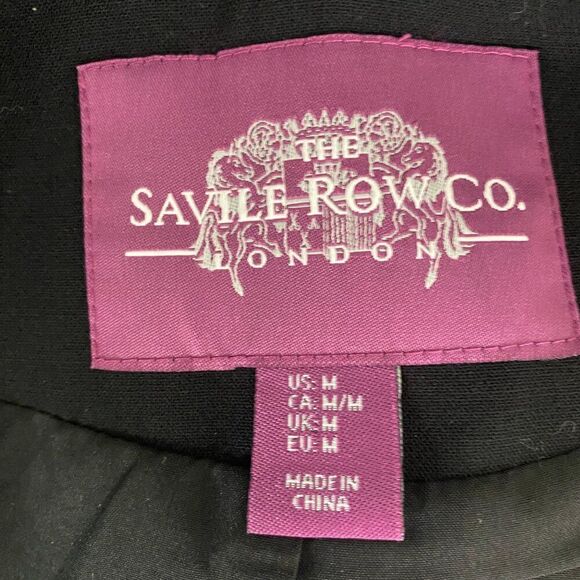 THE
SAVILE ROW CO.
LONDON
US: M
CA: M/M
UK: M
EU: M
MADE IN
CHINA